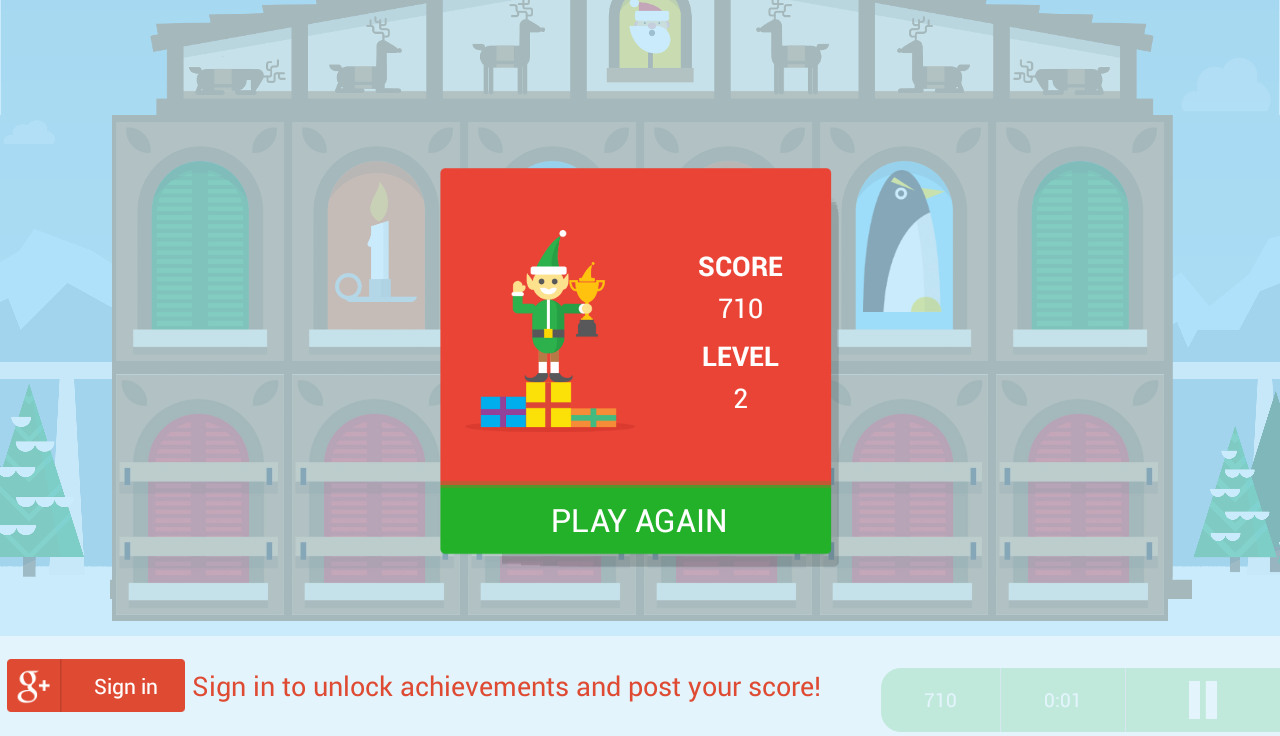 SCORE
710
LEVEL
2
PLAY AGAIN
g+ Sign in
Sign in to unlock achievements and post your score!
710
0:01